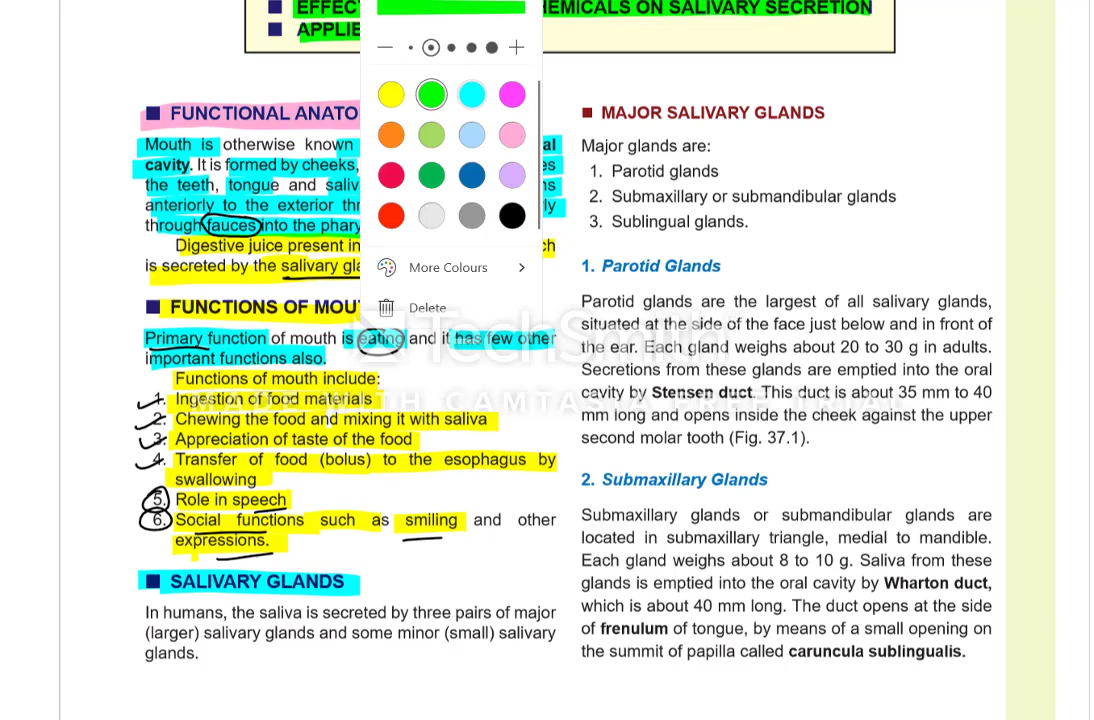 EFFECT HEMICALS ON SALIVARY SECRETION
APPLIE
FUNCTIONAL ANATO
Mouth is otherwise known al
cavity. It is formed by cheeks, es
the teeth, tongue and saliv ns
anteriorly to the exterior thr ly
through fauces into the phary
Digestive juice present in ch
is secreted by the salivary gla
FUNCTIONS OF MOU
Primary function of mouth is eating and it has few other
important functions also.
Functions of mouth include:
1. Ingestion of food materials
2. Chewing the food and mixing it with saliva
3. Appreciation of taste of the food
4. Transfer of food (bolus) to the esophagus by
swallowing
5. Role in speech
6. Social functions such as smiling and other
expressions.
SALIVARY GLANDS
In humans, the saliva is secreted by three pairs of major
(larger) salivary glands and some minor (small) salivary
glands.
More Colours
Delete
MAJOR SALIVARY GLANDS
Major glands are:
1. Parotid glands
2. Submaxillary or submandibular glands
3. Sublingual glands.
1. Parotid Glands
Parotid glands are the largest of all salivary glands,
situated at the side of the face just below and in front of
the ear. Each gland weighs about 20 to 30 g in adults.
Secretions from these glands are emptied into the oral
cavity by Stensen duct. This duct is about 35 mm to 40
mm long and opens inside the cheek against the upper
second molar tooth (Fig. 37.1).
2. Submaxillary Glands
Submaxillary glands or submandibular glands are
located in submaxillary triangle, medial to mandible.
Each gland weighs about 8 to 10 g. Saliva from these
glands is emptied into the oral cavity by Wharton duct,
which is about 40 mm long. The duct opens at the side
of frenulum of tongue, by means of a small opening on
the summit of papilla called caruncula sublingualis.
TechSmith
MADE WITH CAMTASIA FREE TRIAL